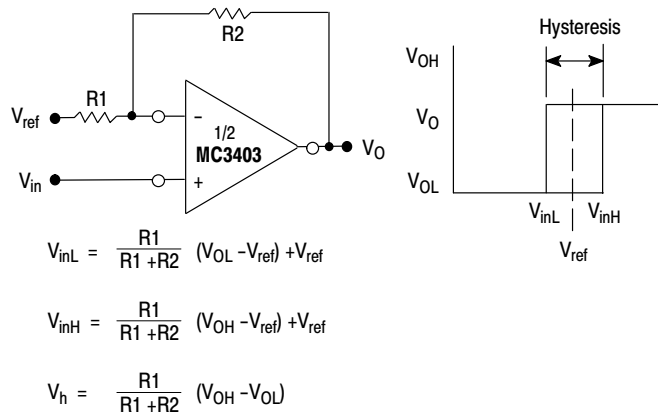 R2
Hysteresis
R1
VOH
Vref
–
1/2
MC3403
VO
VO
Vin
+
VOL
VinL
VinH
Vref
VinL = R1 / R1 +R2 (VOL –Vref) +Vref
VinH = R1 / R1 +R2 (VOH –Vref) +Vref
Vh = R1 / R1 +R2 (VOH –VOL)